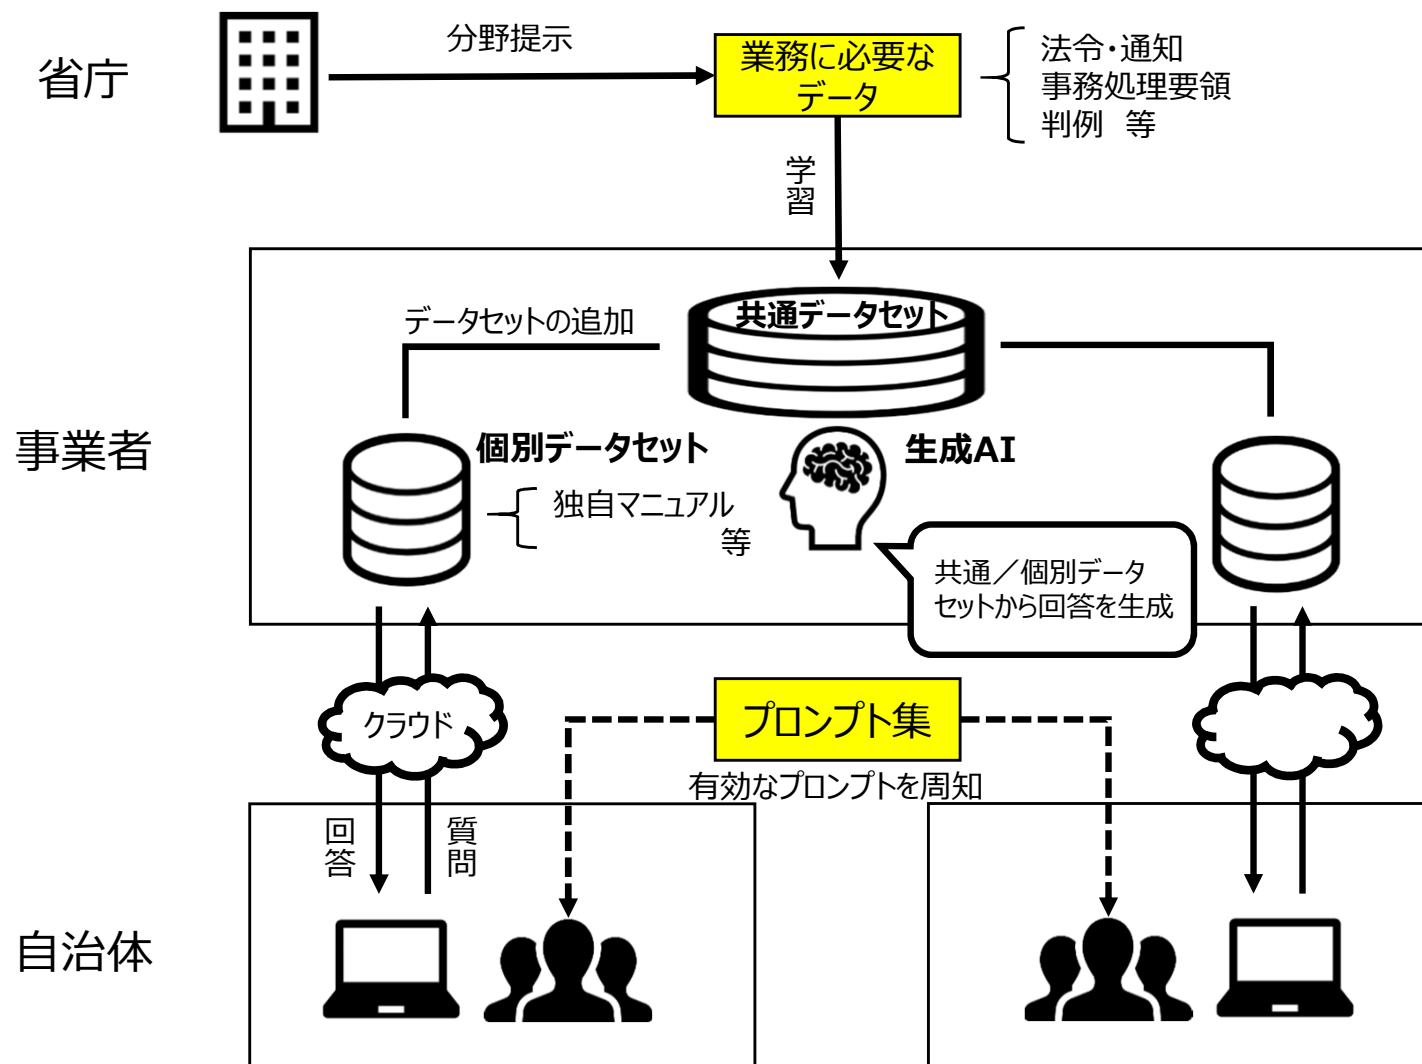 省庁
分野提示
業務に必要な
データ
法令・通知
事務処理要領
判例　等
学習
事業者
データセットの追加
共通データセット
個別データセット
独自マニュアル
等
生成AI
共通／個別データ
セットから回答を生成
クラウド
プロンプト集
有効なプロンプトを周知
自治体
回答
質問